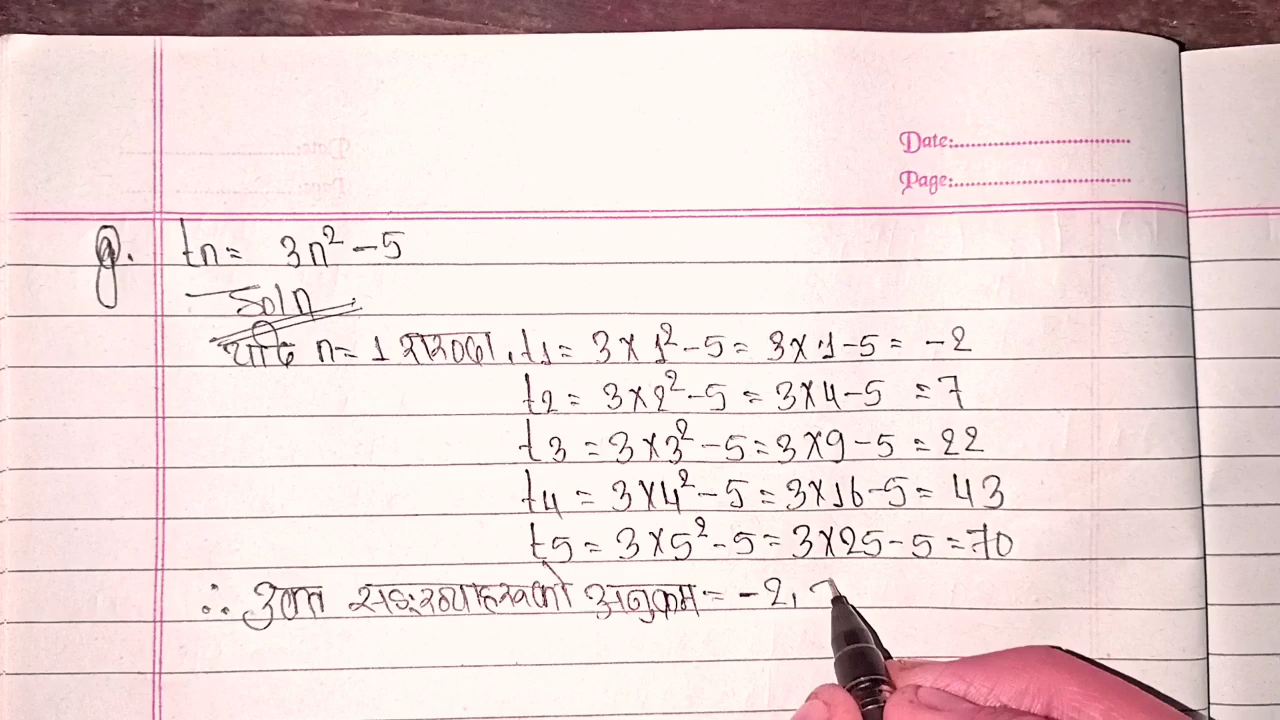 Date:
Page:
g. tn = 3n² - 5
Soln
यदि n = 1 राख्दा, t1 = 3 × 1² - 5 = 3 × 1 - 5 = -2
t2 = 3 × 2² - 5 = 3 × 4 - 5 = 7
t3 = 3 × 3² - 5 = 3 × 9 - 5 = 22
t4 = 3 × 4² - 5 = 3 × 16 - 5 = 43
t5 = 3 × 5² - 5 = 3 × 25 - 5 = 70
∴ उक्त सङ्ख्याहरूको अनुक्रम = -2,